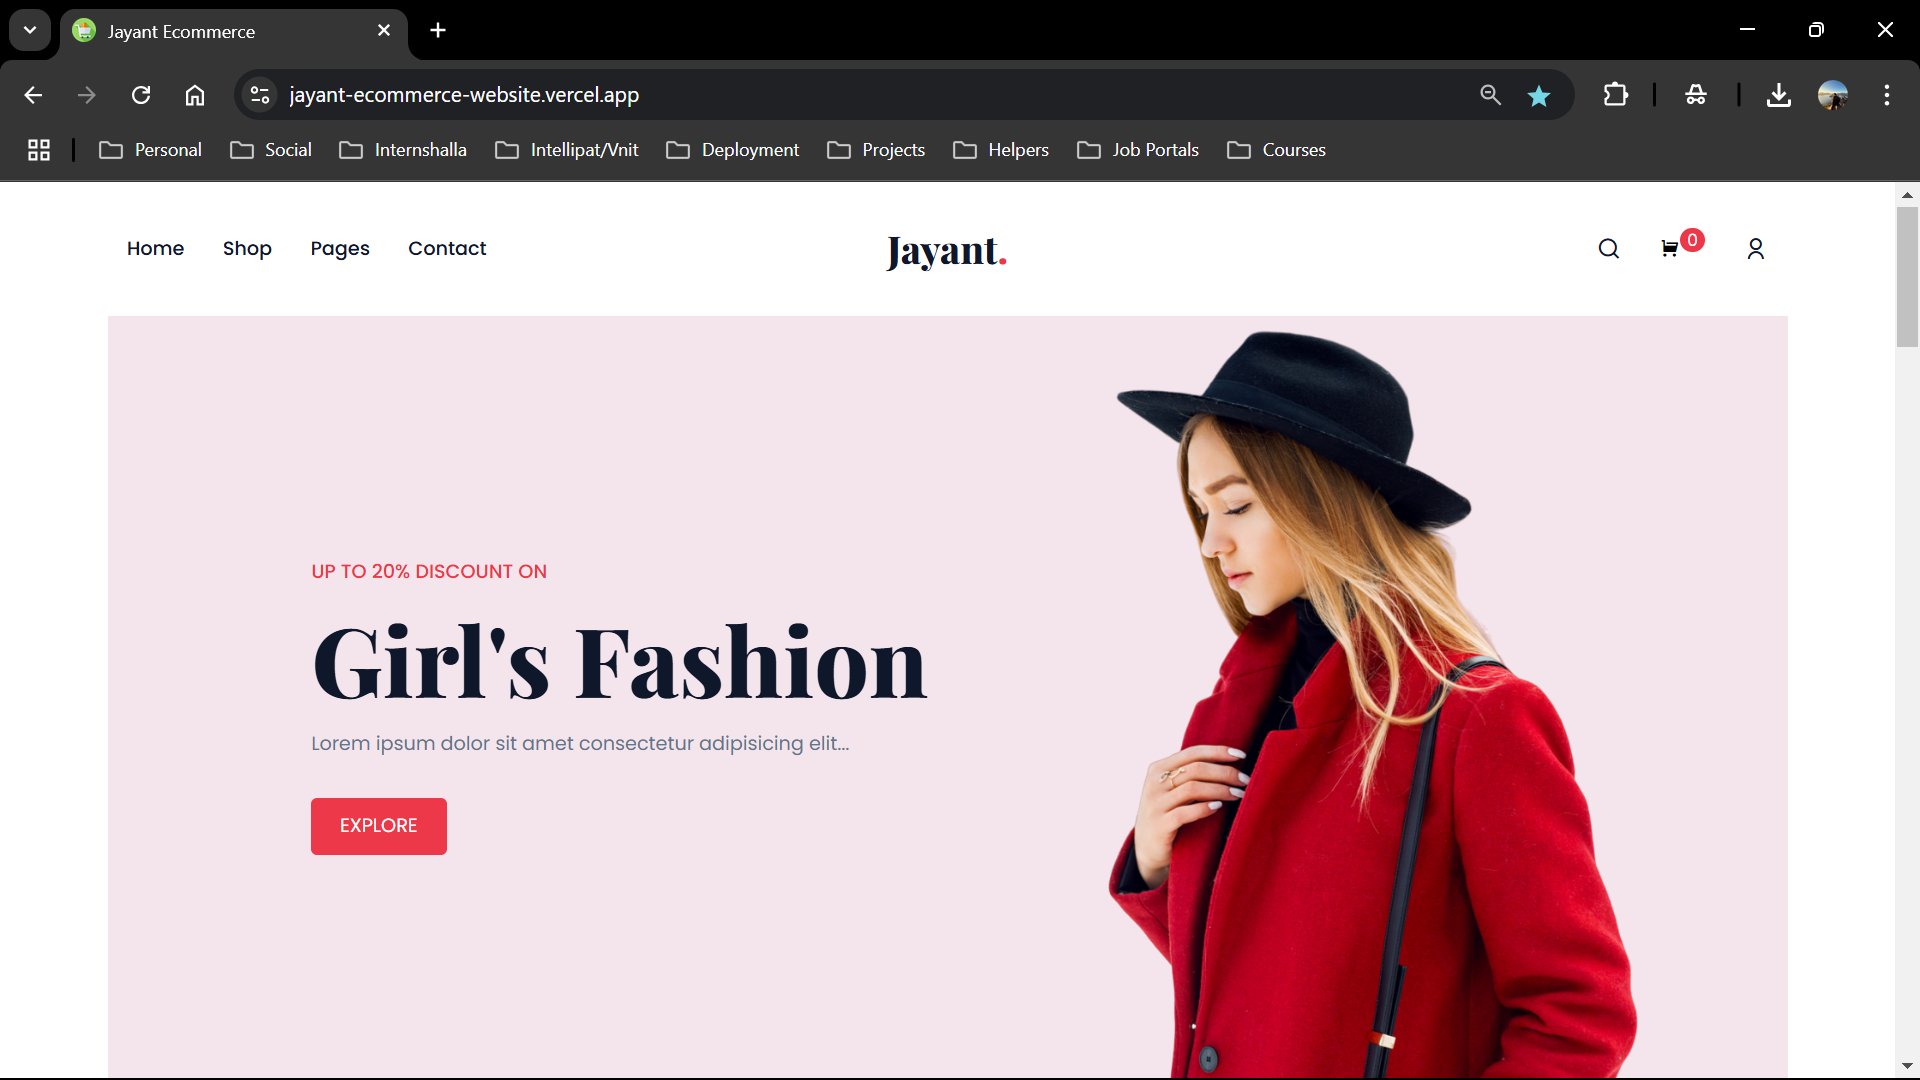 Jayant Ecommerce
jayant-ecommerce-website.vercel.app
Personal Social Internshalla Intellipat/Vnit Deployment Projects Helpers Job Portals Courses
Home Shop Pages Contact Jayant. 0
UP TO 20% DISCOUNT ON
Girl's Fashion
Lorem ipsum dolor sit amet consectetur adipisicing elit...
EXPLORE